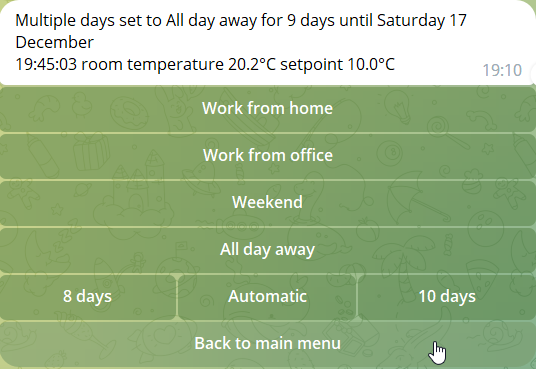 Multiple days set to All day away for 9 days until Saturday 17
December
19:45:03 room temperature 20.2°C setpoint 10.0°C
19:10
Work from home
Work from office
Weekend
All day away
8 days
Automatic
10 days
Back to main menu